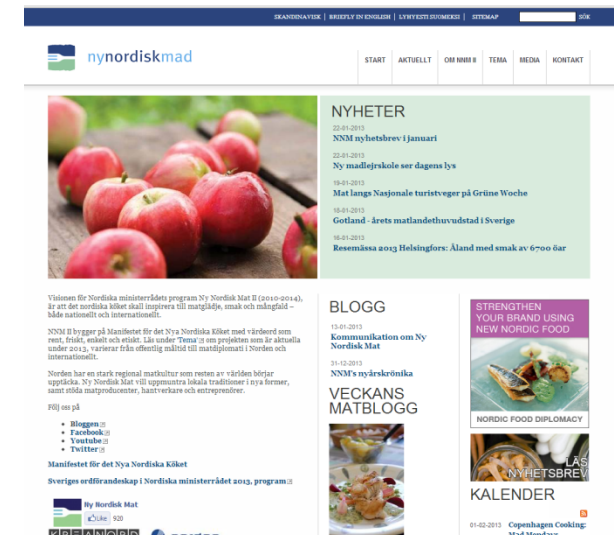 SKANDINAVISK | BRIEFLY IN ENGLISH | LYHYESTI SUOMEKSI | SITEMAP SÖK
nynordiskmad
START AKTUELLT OM NNM II TEMA MEDIA KONTAKT
NYHETER
22-01-2013
NNM nyhetsbrev i januari
22-01-2013
Ny madlejrskole ser dagens lys
19-01-2013
Mat langs Nasjonale turistveger på Grüne Woche
18-01-2013
Gotland - årets matlandethuvudstad i Sverige
16-01-2013
Resemässa 2013 Helsingfors: Åland med smak av 6700 öar
Visionen för Nordiska ministerrådets program Ny Nordisk Mat II (2010-2014),
är att det nordiska köket skall inspirera till matglädje, smak och mångfald –
både nationellt och internationellt.
NNM II bygger på Manifestet för det Nya Nordiska Köket med värdeord som
rent, friskt, enkelt och etiskt. Läs under 'Tema' om projekten som är aktuella
under 2013, varierar från offentlig måltid till matdiplomati i Norden och
internationellt.
Norden har en stark regional matkultur som resten av världen börjar
upptäcka. Ny Nordisk Mat vill uppmuntra lokala traditioner i nya former,
samt stöda matproducenter, hantverkare och entreprenörer.
Följ oss på
Bloggen
Facebook
Youtube
Twitter
Manifestet för det Nya Nordiska Köket
Sveriges ordförandeskap i Nordiska ministerrådet 2013, program
Ny Nordisk Mat
Like 920
BLOGG
13-01-2013
Kommunikation om Ny
Nordisk Mat
31-12-2013
NNM's nyårskrönika
VECKANS
MATBLOGG
STRENGTHEN
YOUR BRAND USING
NEW NORDIC FOOD
NORDIC FOOD DIPLOMACY
LÄS
NYHETSBREV
KALENDER
01-02-2013 Copenhagen Cooking:
Mad Mondays